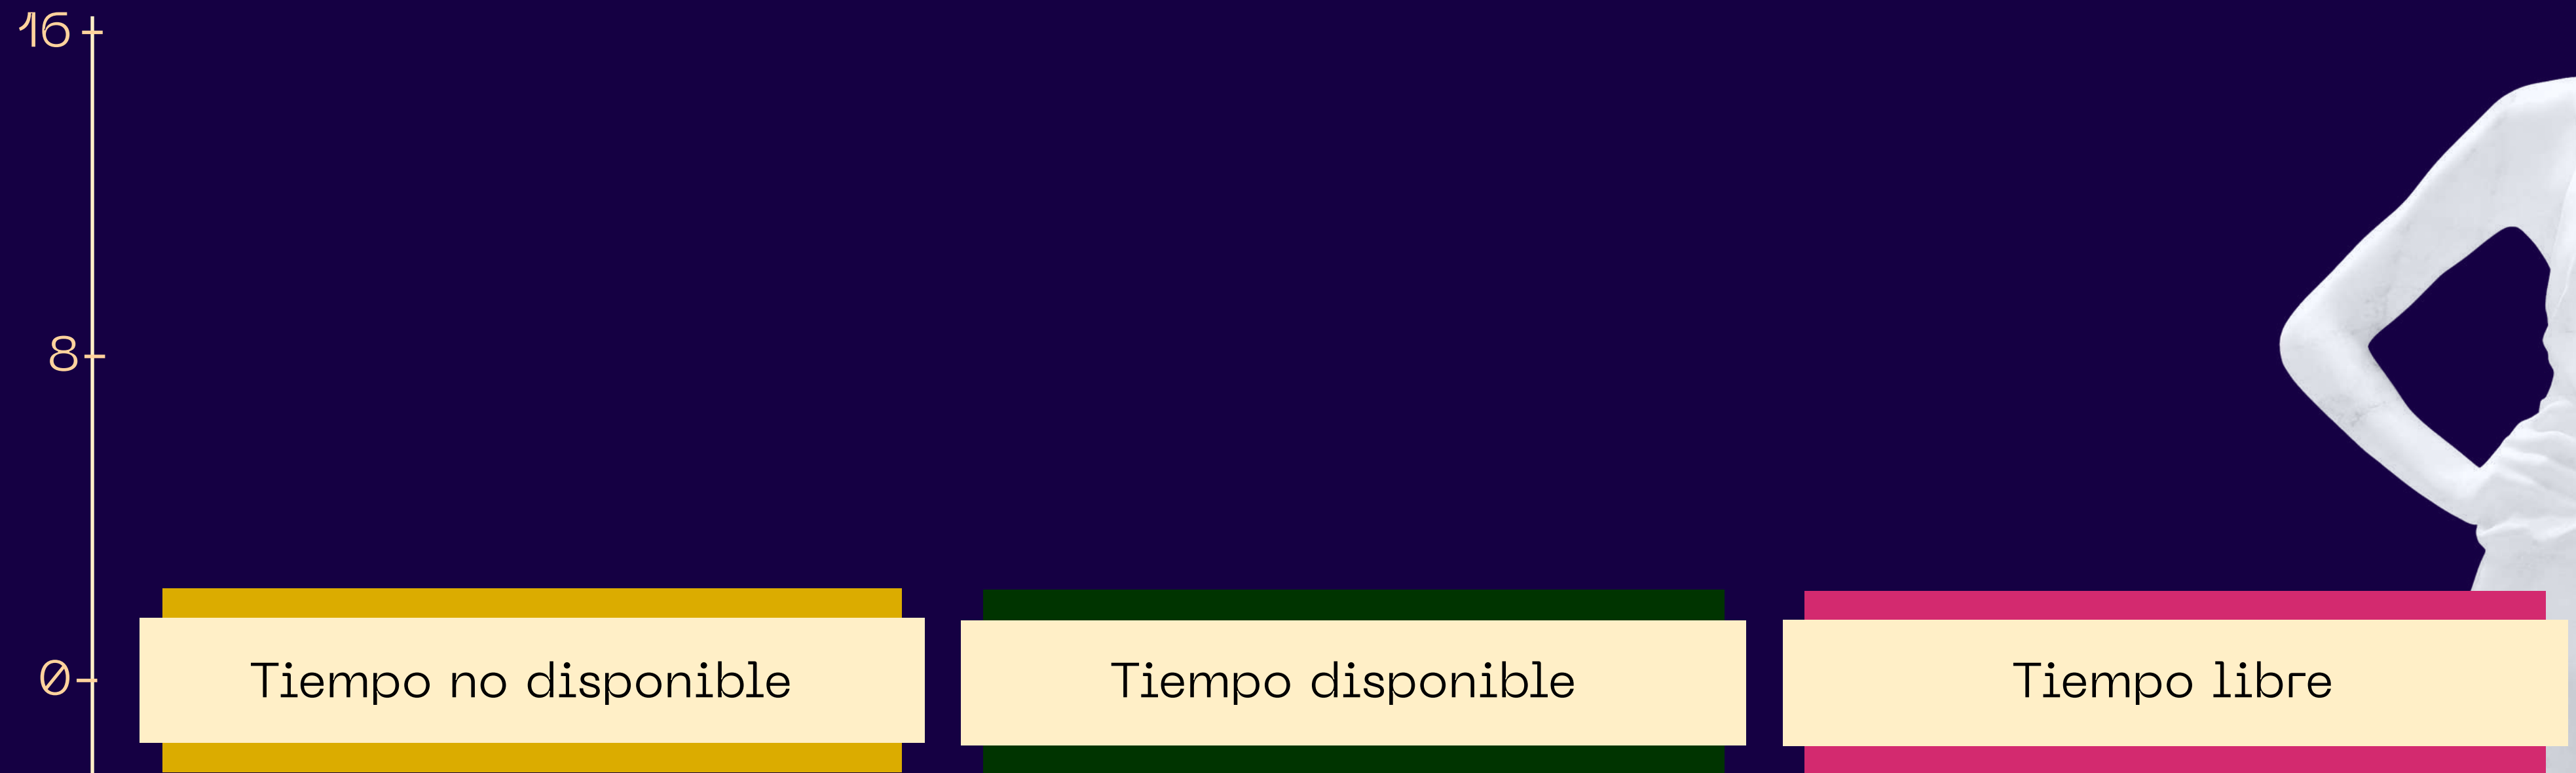 16
8
0
Tiempo no disponible
Tiempo disponible
Tiempo libre